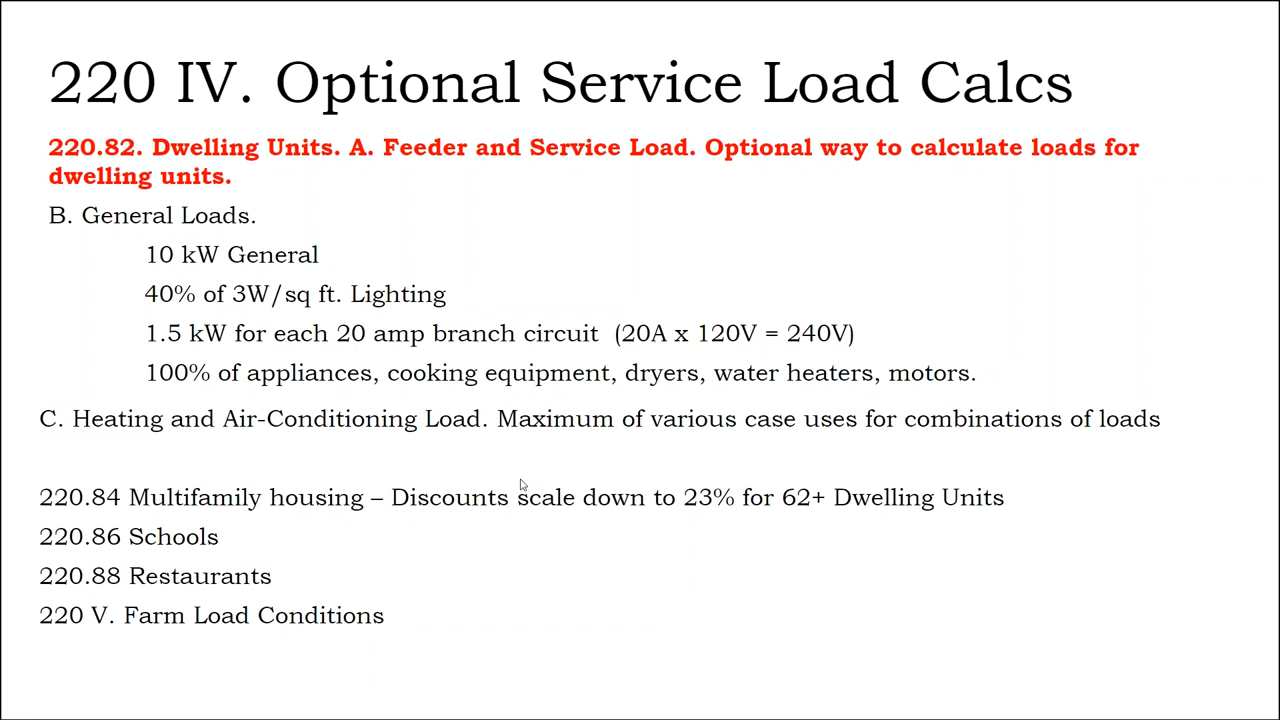 220 IV. Optional Service Load Calcs
220.82. Dwelling Units. A. Feeder and Service Load. Optional way to calculate loads for
dwelling units.
B. General Loads.
10 kW General
40% of 3W/sq ft. Lighting
1.5 kW for each 20 amp branch circuit (20A x 120V = 240V)
100% of appliances, cooking equipment, dryers, water heaters, motors.
C. Heating and Air-Conditioning Load. Maximum of various case uses for combinations of loads
220.84 Multifamily housing – Discounts scale down to 23% for 62+ Dwelling Units
220.86 Schools
220.88 Restaurants
220 V. Farm Load Conditions